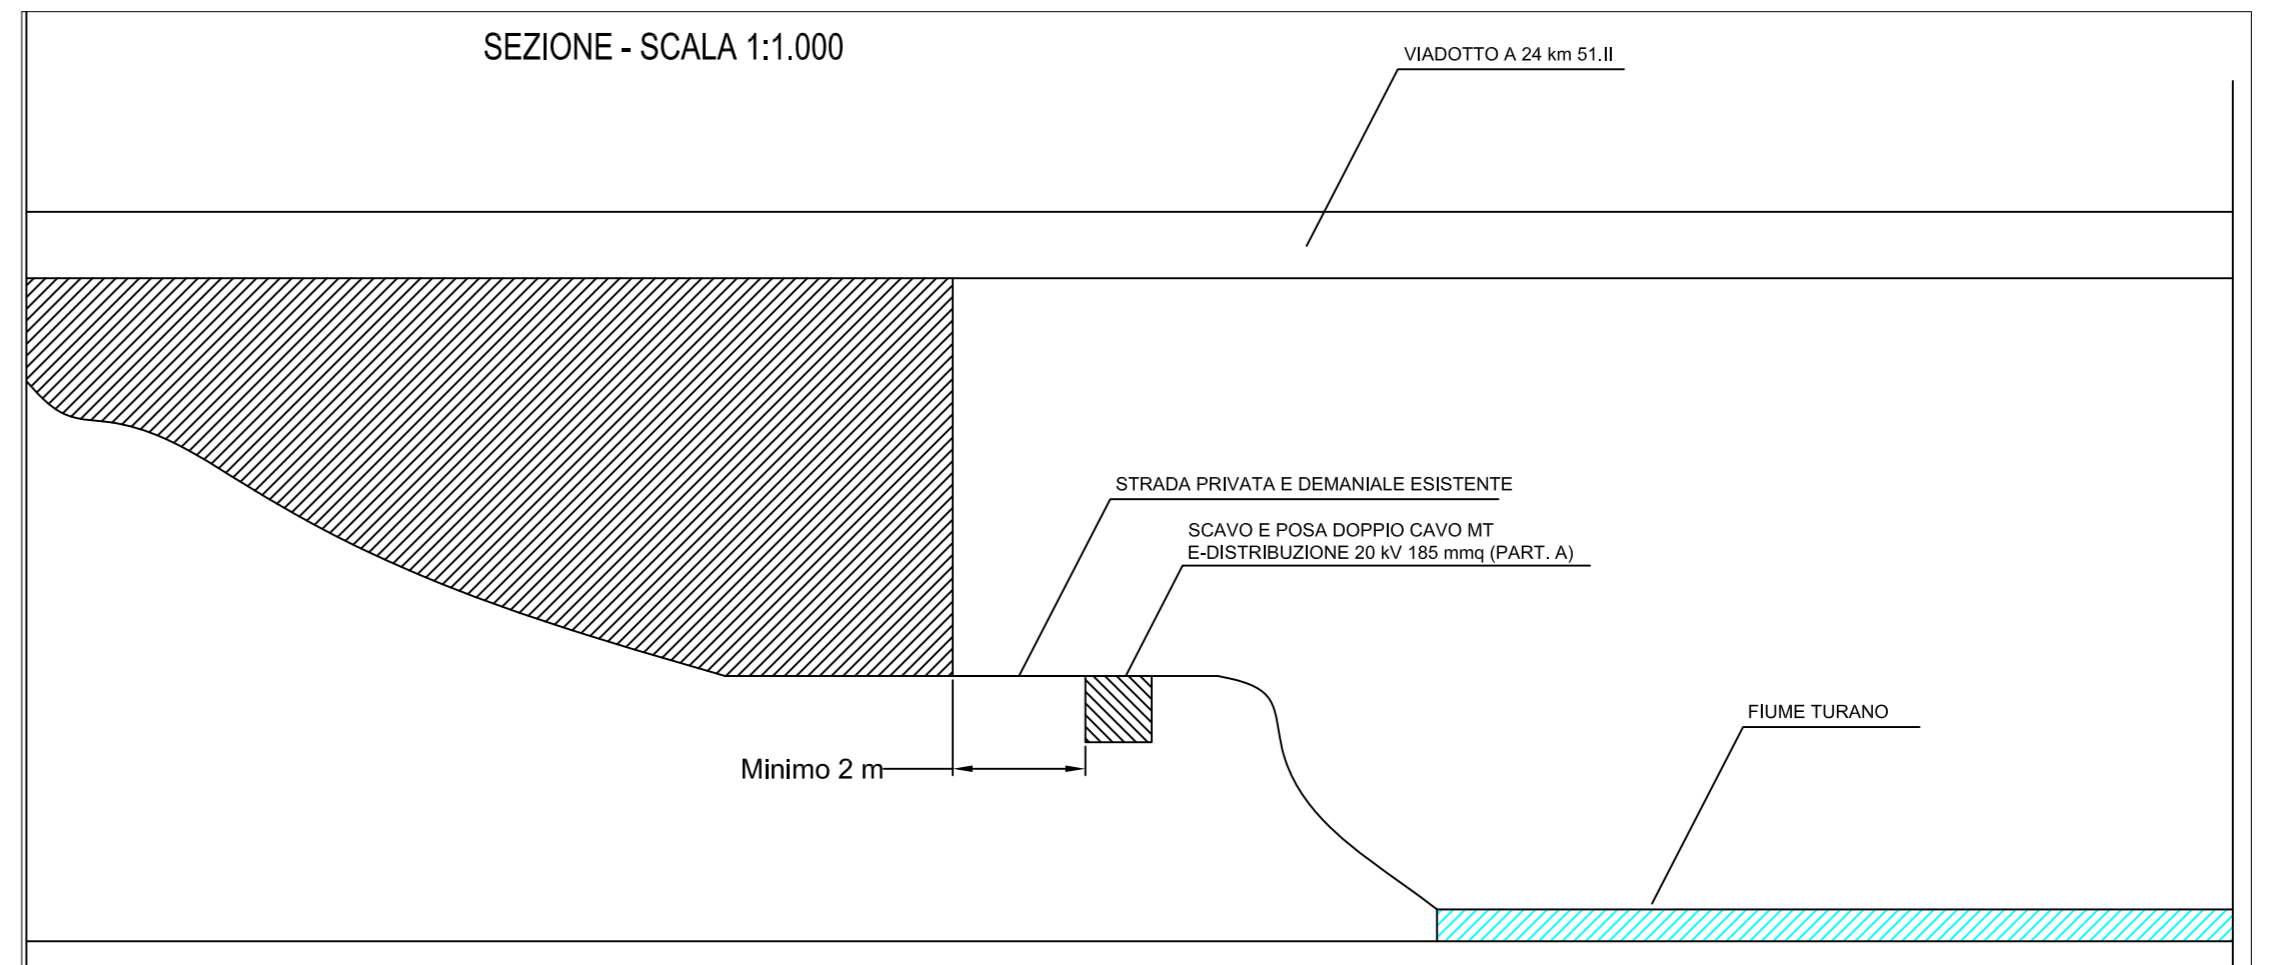 SEZIONE - SCALA 1:1.000
VIADOTTO A 24 km 51.II
STRADA PRIVATA E DEMANIALE ESISTENTE
SCAVO E POSA DOPPIO CAVO MT
E-DISTRIBUZIONE 20 kV 185 mmq (PART. A)
FIUME TURANO
Minimo 2 m